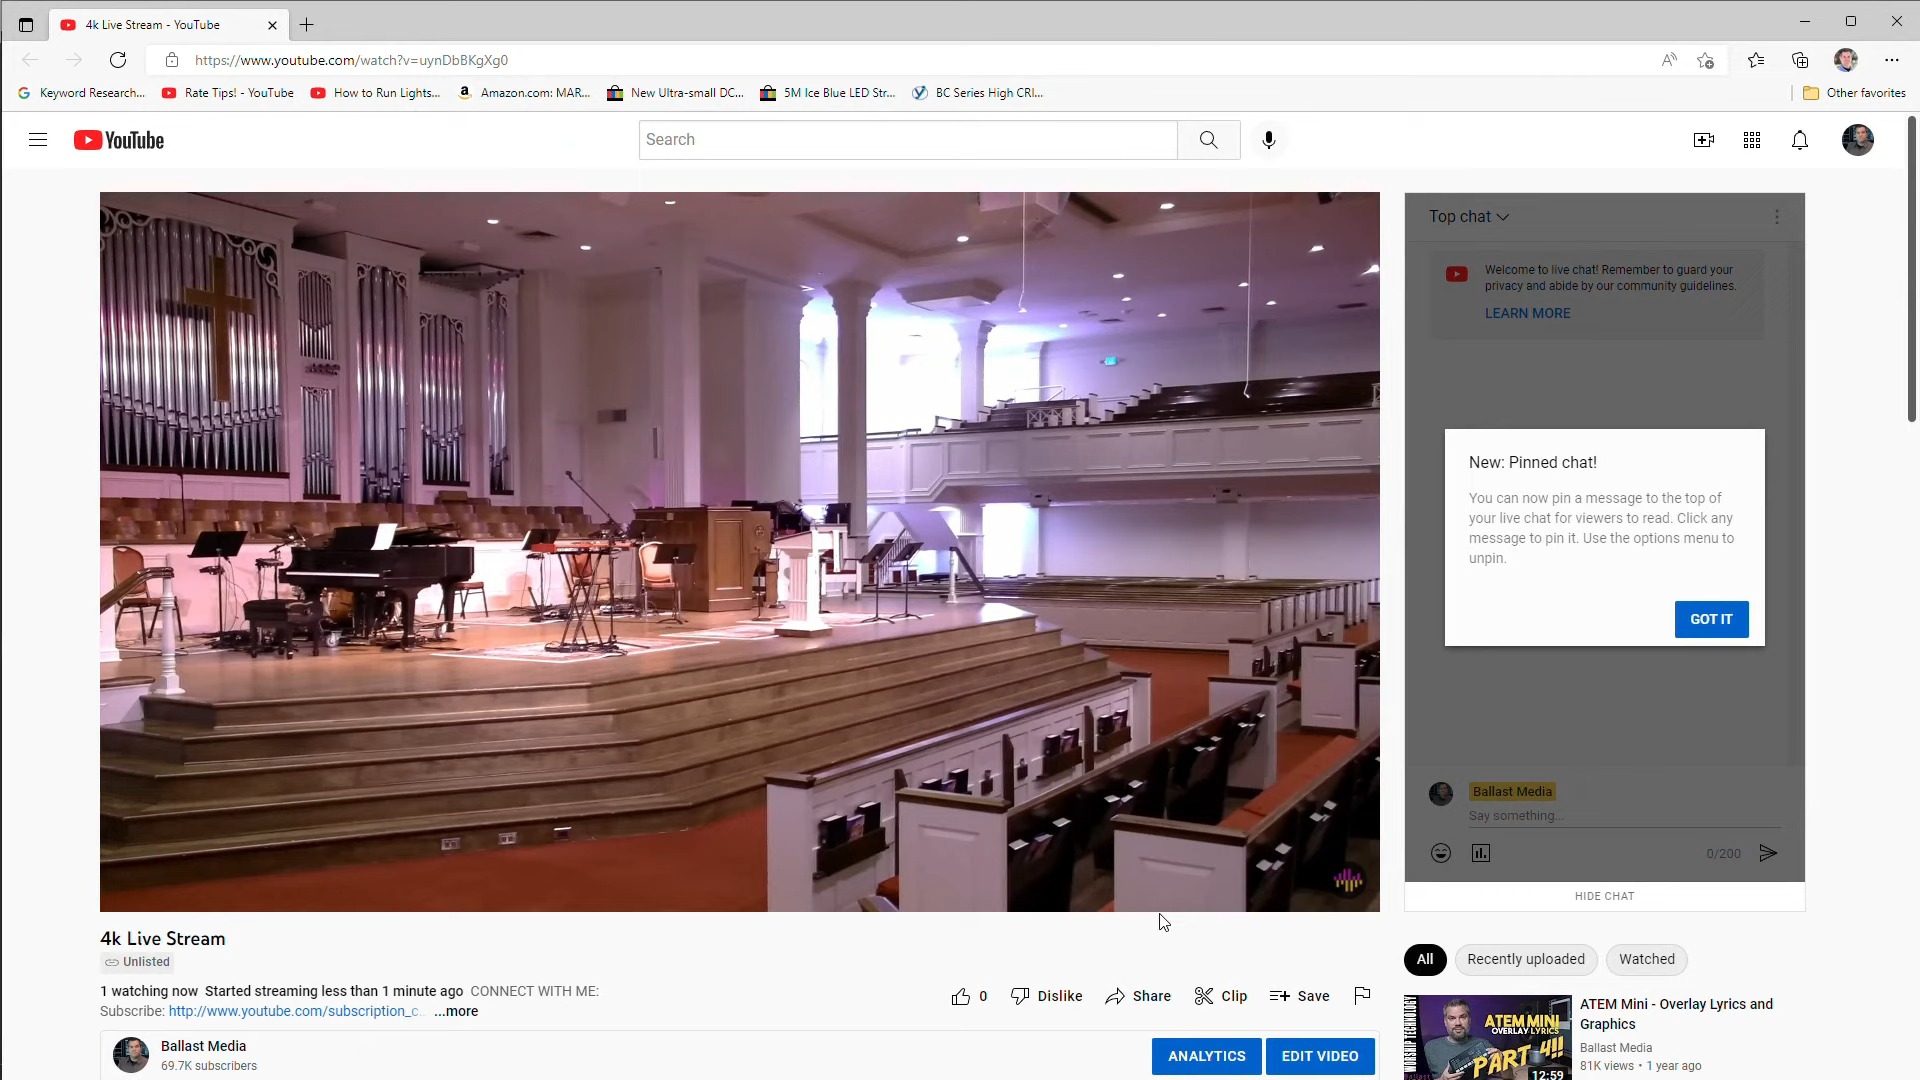 4k Live Stream - YouTube
https://www.youtube.com/watch?v=uynDbBKgXg0
Keyword Research...
Rate Tips! - YouTube
How to Run Lights...
Amazon.com: MAR...
New Ultra-small DC...
5M Ice Blue LED Str...
BC Series High CRI...
Other favorites
YouTube
Search
Top chat
Welcome to live chat! Remember to guard your
privacy and abide by our community guidelines.
LEARN MORE
New: Pinned chat!
You can now pin a message to the top of
your live chat for viewers to read. Click any
message to pin it. Use the options menu to
unpin.
GOT IT
Ballast Media
Say something...
0/200
HIDE CHAT
4k Live Stream
Unlisted
1 watching now Started streaming less than 1 minute ago CONNECT WITH ME:
Subscribe: http://www.youtube.com/subscription_c... ...more
0 Dislike Share Clip Save
Ballast Media
69.7K subscribers
ANALYTICS EDIT VIDEO
All Recently uploaded Watched
WORSHIP TECHNOLOGY
ATEM MINI
OVERLAY LYRICS
PART 4!!
12:59
ATEM Mini - Overlay Lyrics and
Graphics
Ballast Media
81K views • 1 year ago